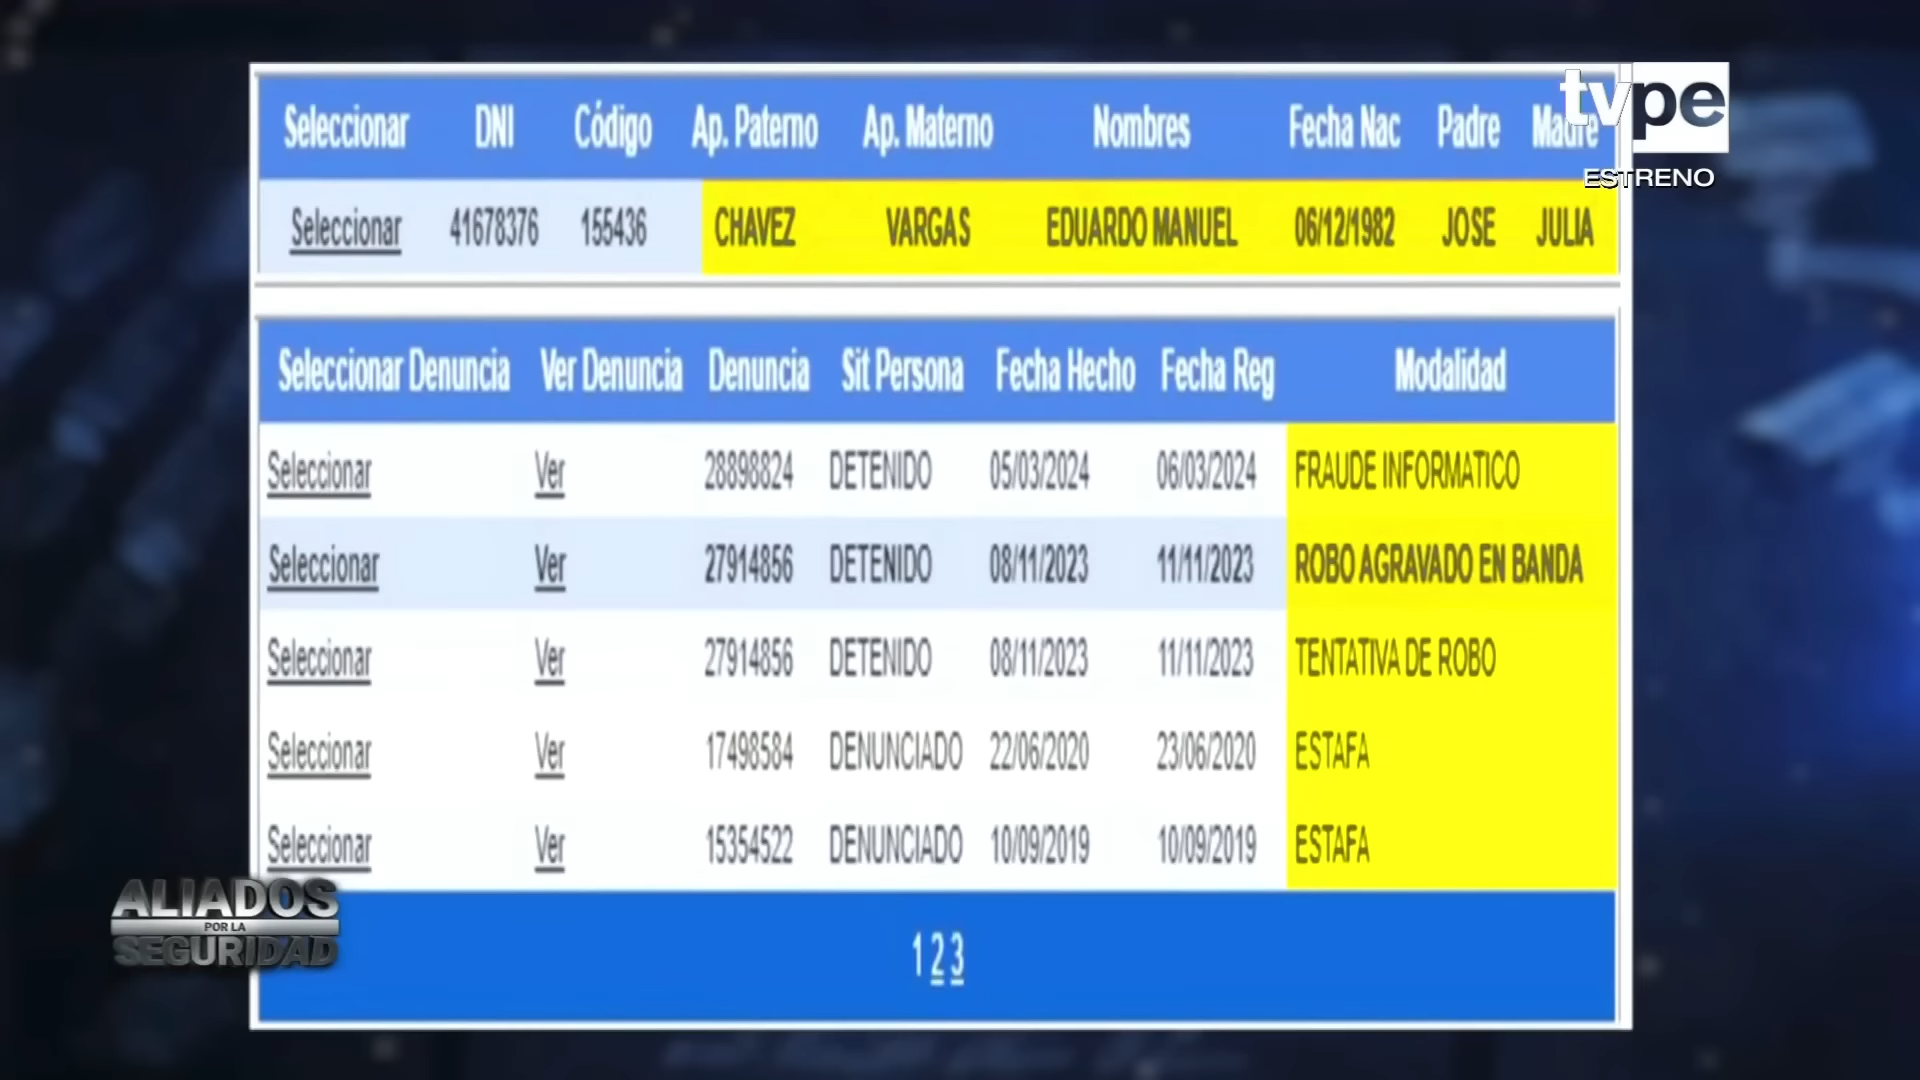 tvpe
ESTRENO
Seleccionar DNI Código Ap. Paterno Ap. Materno Nombres Fecha Nac Padre Madre
Seleccionar 41678376 155436 CHAVEZ VARGAS EDUARDO MANUEL 06/12/1982 JOSE JULIA
Seleccionar Denuncia Ver Denuncia Denuncia Sit Persona Fecha Hecho Fecha Reg Modalidad
Seleccionar Ver 28898824 DETENIDO 05/03/2024 06/03/2024 FRAUDE INFORMATICO
Seleccionar Ver 27914856 DETENIDO 08/11/2023 11/11/2023 ROBO AGRAVADO EN BANDA
Seleccionar Ver 27914856 DETENIDO 08/11/2023 11/11/2023 TENTATIVA DE ROBO
Seleccionar Ver 17498584 DENUNCIADO 22/06/2020 23/06/2020 ESTAFA
Seleccionar Ver 15354522 DENUNCIADO 10/09/2019 10/09/2019 ESTAFA
1 2 3
ALIADOS
POR LA
SEGURIDAD